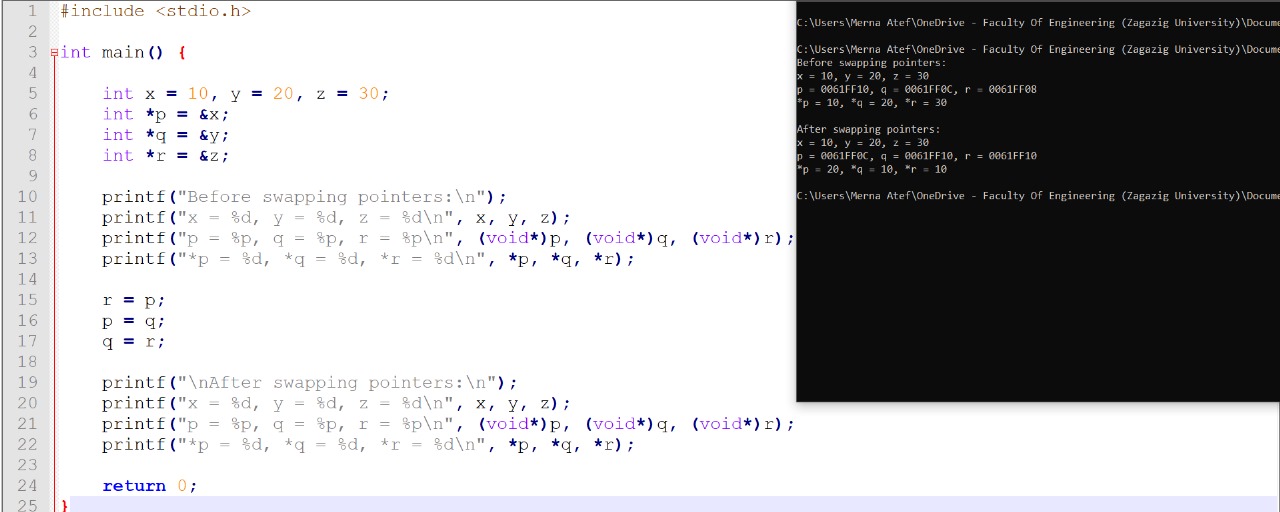 1 #include <stdio.h>
2
3 int main() {
4
5 int x = 10, y = 20, z = 30;
6 int *p = &x;
7 int *q = &y;
8 int *r = &z;
9
10 printf("Before swapping pointers:\n");
11 printf("x = %d, y = %d, z = %d\n", x, y, z);
12 printf("p = %p, q = %p, r = %p\n", (void*)p, (void*)q, (void*)r);
13 printf("*p = %d, *q = %d, *r = %d\n", *p, *q, *r);
14
15 r = p;
16 p = q;
17 q = r;
18
19 printf("\nAfter swapping pointers:\n");
20 printf("x = %d, y = %d, z = %d\n", x, y, z);
21 printf("p = %p, q = %p, r = %p\n", (void*)p, (void*)q, (void*)r);
22 printf("*p = %d, *q = %d, *r = %d\n", *p, *q, *r);
23
24 return 0;
25 }
C:\Users\Merna Atef\OneDrive - Faculty Of Engineering (Zagazig University)\Docume
C:\Users\Merna Atef\OneDrive - Faculty Of Engineering (Zagazig University)\Docume
Before swapping pointers:
x = 10, y = 20, z = 30
p = 0061FF10, q = 0061FF0C, r = 0061FF08
*p = 10, *q = 20, *r = 30
After swapping pointers:
x = 10, y = 20, z = 30
p = 0061FF0C, q = 0061FF10, r = 0061FF10
*p = 20, *q = 10, *r = 10
C:\Users\Merna Atef\OneDrive - Faculty Of Engineering (Zagazig University)\Docume